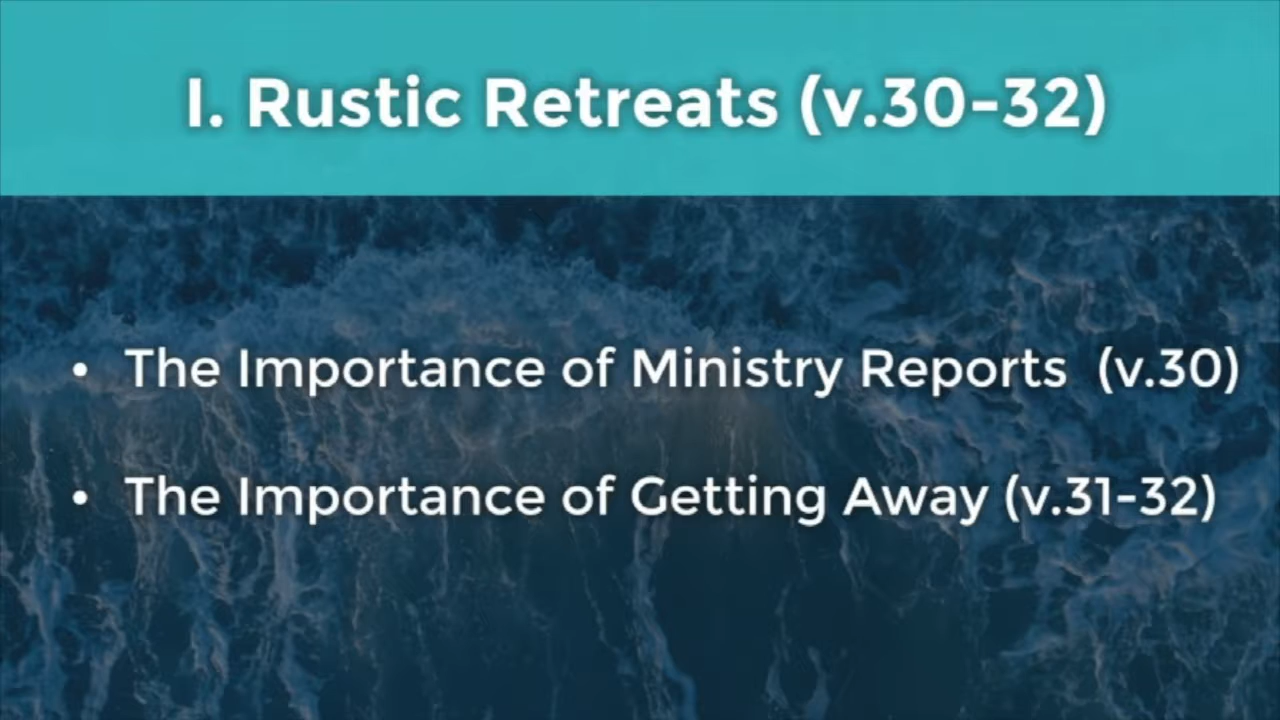 I. Rustic Retreats (v.30-32)
• The Importance of Ministry Reports  (v.30)
• The Importance of Getting Away (v.31-32)